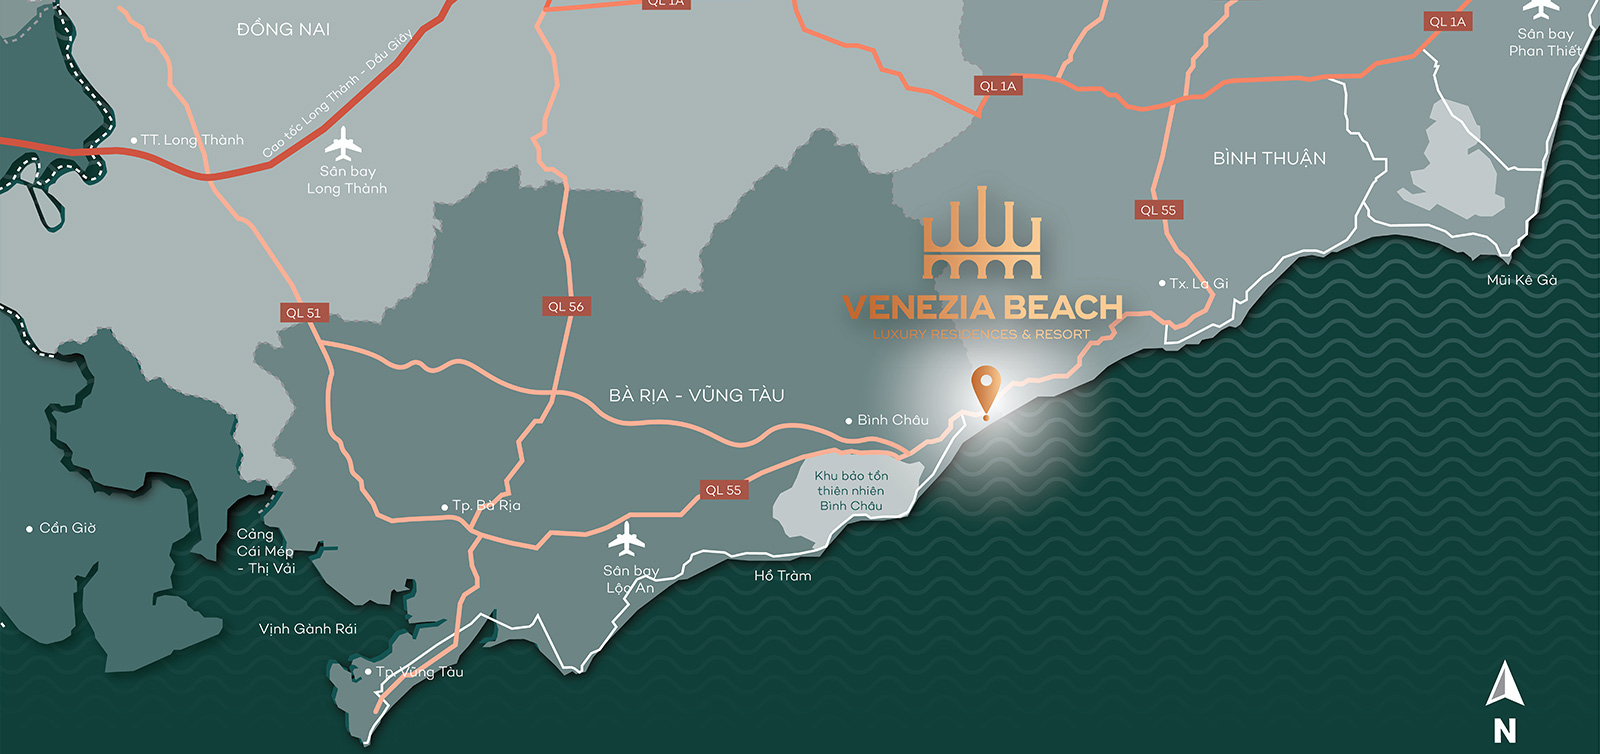 QL 1A
ĐỒNG NAI
QL 1A
Sân bay
Phan Thiết
Cao tốc Long Thành - Dầu Giây
QL 1A
TT. Long Thành
BÌNH THUẬN
Sân bay
Long Thành
QL 55
VENEZIA BEACH
LUXURY RESIDENCES & RESORT
Tx. La Gi
Mũi Kê Gà
QL 51
QL 56
BÀ RỊA - VŨNG TÀU
Bình Châu
Khu bảo tồn
thiên nhiên
Bình Châu
QL 55
Tp. Bà Rịa
Cần Giờ
Cảng
Cái Mép
- Thị Vải
Sân bay
Lộc An
Hồ Tràm
Vịnh Gành Rái
Tp. Vũng Tàu
N